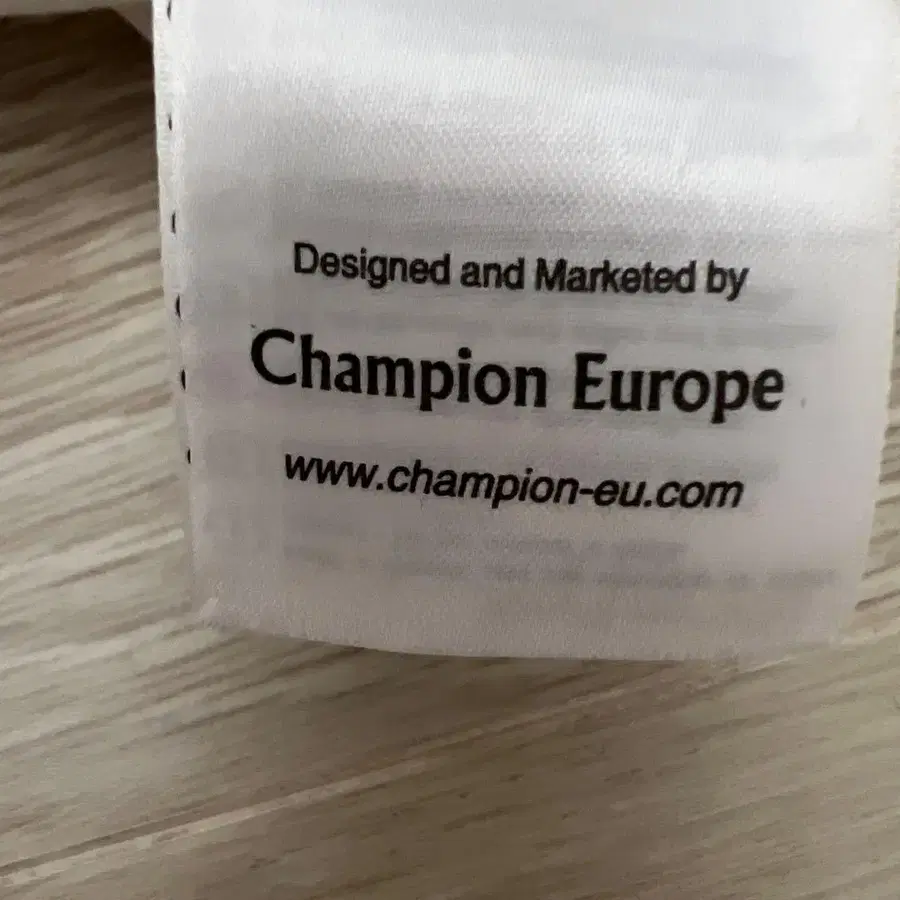 Designed and Marketed by
Champion Europe
www.champion-eu.com